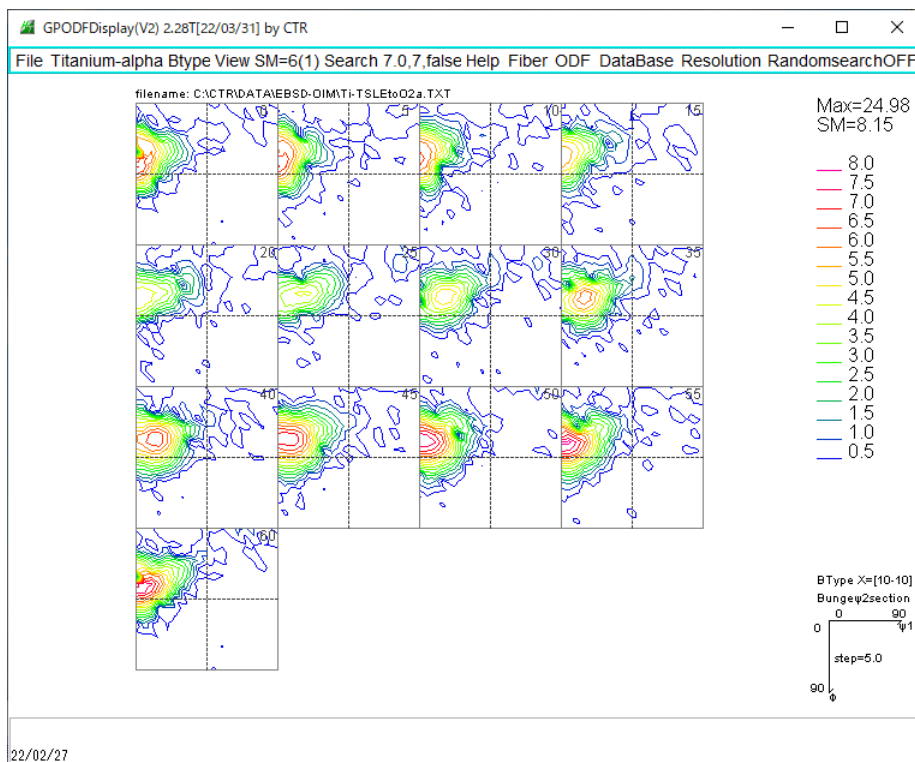 GPODFDisplay(V2) 2.28T[22/03/31] by CTR
File Titanium-alpha Btype View SM=6(1) Search 7.0,7,false Help Fiber ODF DataBase Resolution RandomsearchOFF
filename: C:\CTR\DATA\EBSD-OIM\Ti-TSLEtoO2a.TXT
0 5 10 15
20 25 30 35
40 45 50 55
60
Max=24.98
SM=8.15
8.0
7.5
7.0
6.5
6.0
5.5
5.0
4.5
4.0
3.5
3.0
2.5
2.0
1.5
1.0
0.5
BType X=[10-10]
Bungeψ2section
0 90
0 ψ1
step=5.0
90
Φ
22/02/27